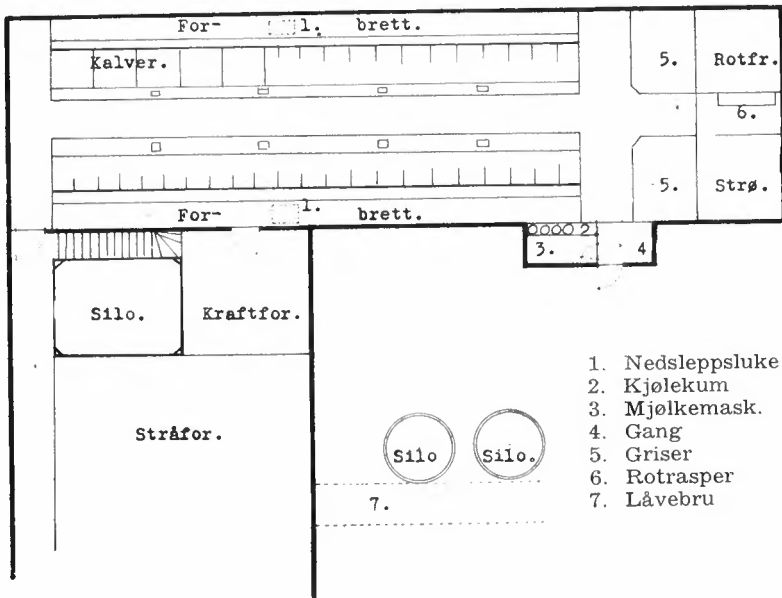 For- 1. brett.
Kalver.
5. Rotfr.
6.
5. Strø.
For- 1. brett.
2
3. 4
Silo. Kraftfor.
Stråfor.
Silo Silo.
7.
1. Nedsleppsluke
2. Kjølekum
3. Mjølkemask.
4. Gang
5. Griser
6. Rotrasper
7. Låvebru